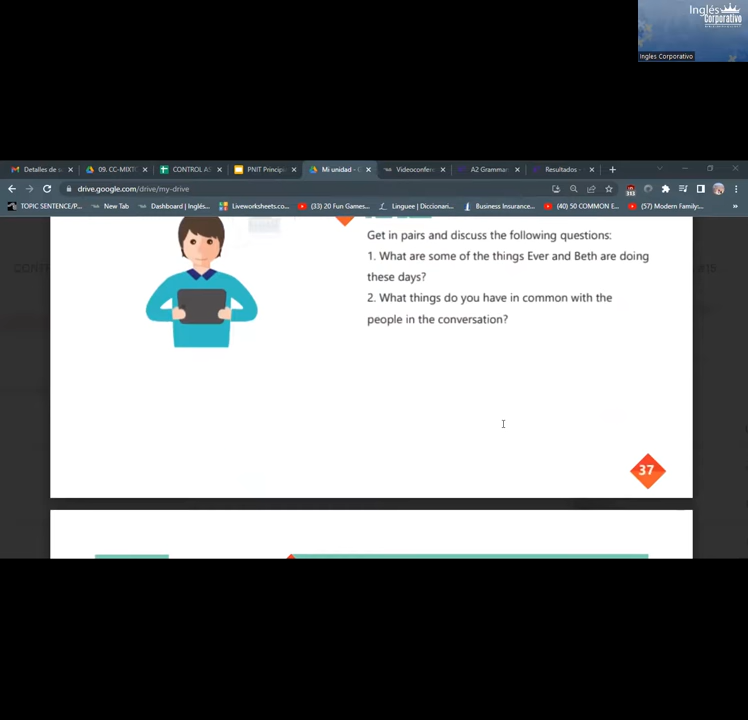 Inglés
Corporativo
Ingles Corporativo
Detalles de s
09. CC-MIXT
CONTROL AS
PNIT Princip
Mi unidad - G
Videoconfer
A2 Gramma
Resultados -
drive.google.com/drive/my-drive
353
TOPIC SENTENCE/P...
New Tab
Dashboard | Inglés...
Liveworksheets.co...
(33) 20 Fun Games...
Linguee | Diccionari...
Business Insurance...
(40) 50 COMMON E...
(57) Modern Family:...
Get in pairs and discuss the following questions:
1. What are some of the things Ever and Beth are doing
these days?
2. What things do you have in common with the
people in the conversation?
37